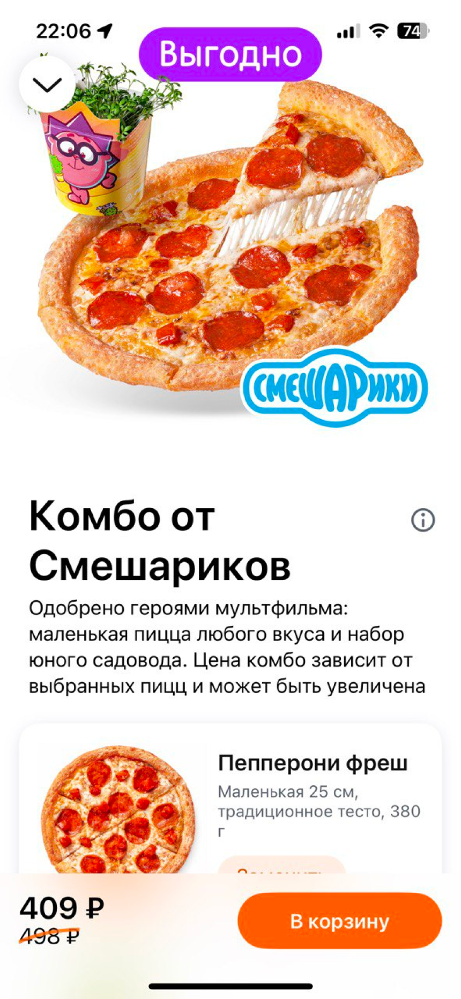 22:06
74
Выгодно
СМЕШАРИКИ
Комбо от
Смешариков
Одобрено героями мультфильма:
маленькая пицца любого вкуса и набор
юного садовода. Цена комбо зависит от
выбранных пицц и может быть увеличена
Пепперони фреш
Маленькая 25 см,
традиционное тесто, 380
г
409 ₽
498 ₽
В корзину